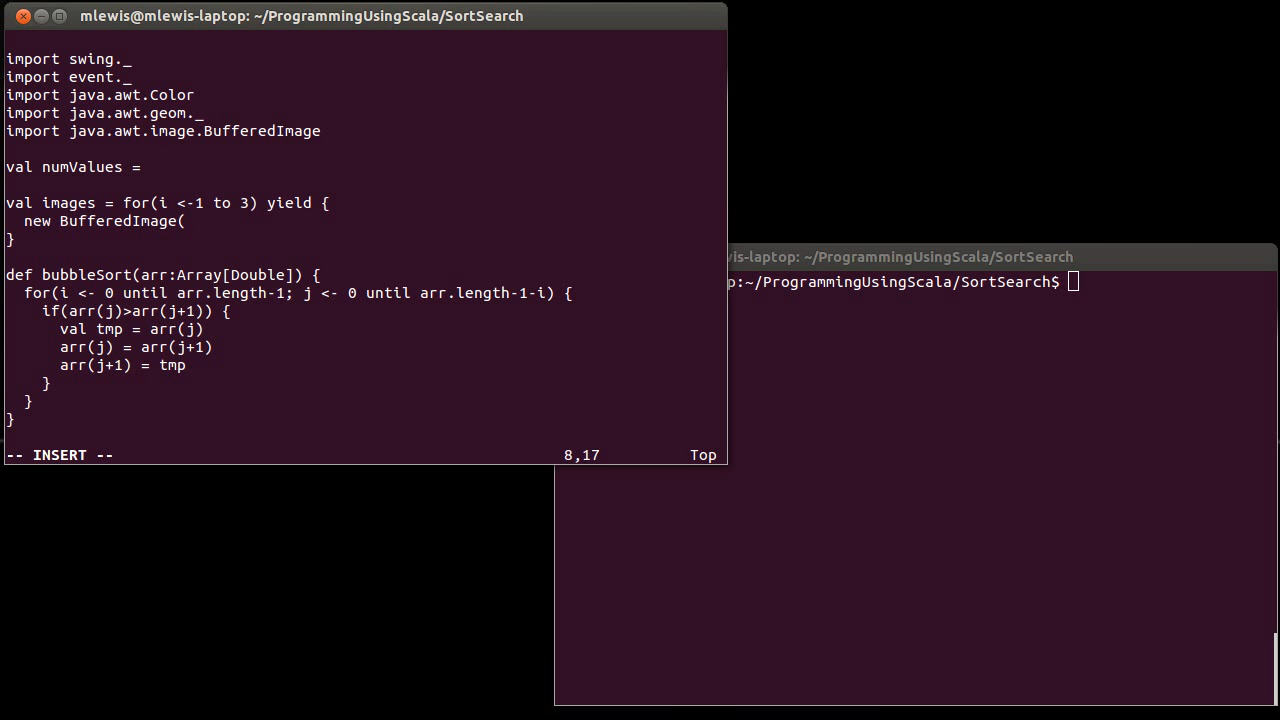 mlewis@mlewis-laptop: ~/ProgrammingUsingScala/SortSearch
import swing._
import event._
import java.awt.Color
import java.awt.geom._
import java.awt.image.BufferedImage
val numValues =
val images = for(i <-1 to 3) yield {
  new BufferedImage(
}
def bubbleSort(arr:Array[Double]) {
  for(i <- 0 until arr.length-1; j <- 0 until arr.length-1-i) {
    if(arr(j)>arr(j+1)) {
      val tmp = arr(j)
      arr(j) = arr(j+1)
      arr(j+1) = tmp
    }
  }
}
-- INSERT -- 8,17 Top
vis-laptop: ~/ProgrammingUsingScala/SortSearch
p:~/ProgrammingUsingScala/SortSearch$